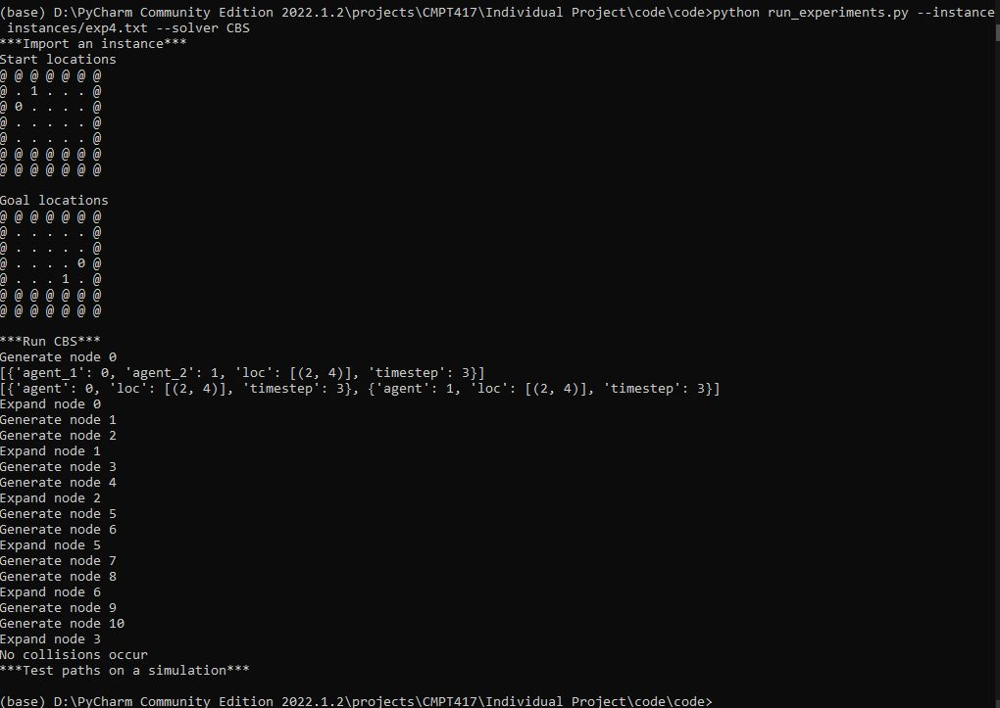 (base) D:\PyCharm Community Edition 2022.1.2\projects\CMPT417\Individual Project\code\code>python run_experiments.py --instance
 instances/exp4.txt --solver CBS
***Import an instance***
Start locations
@ @ @ @ @ @ @
@ . 1 . . . @
@ 0 . . . . @
@ . . . . . @
@ . . . . . @
@ @ @ @ @ @ @
@ @ @ @ @ @ @

Goal locations
@ @ @ @ @ @ @
@ . . . . . @
@ . . . . . @
@ . . . . 0 @
@ . . . 1 . @
@ @ @ @ @ @ @
@ @ @ @ @ @ @

***Run CBS***
Generate node 0
[{'agent_1': 0, 'agent_2': 1, 'loc': [(2, 4)], 'timestep': 3}]
[{'agent': 0, 'loc': [(2, 4)], 'timestep': 3}, {'agent': 1, 'loc': [(2, 4)], 'timestep': 3}]
Expand node 0
Generate node 1
Generate node 2
Expand node 1
Generate node 3
Generate node 4
Expand node 2
Generate node 5
Generate node 6
Expand node 5
Generate node 7
Generate node 8
Expand node 6
Generate node 9
Generate node 10
Expand node 3
No collisions occur
***Test paths on a simulation***

(base) D:\PyCharm Community Edition 2022.1.2\projects\CMPT417\Individual Project\code\code>